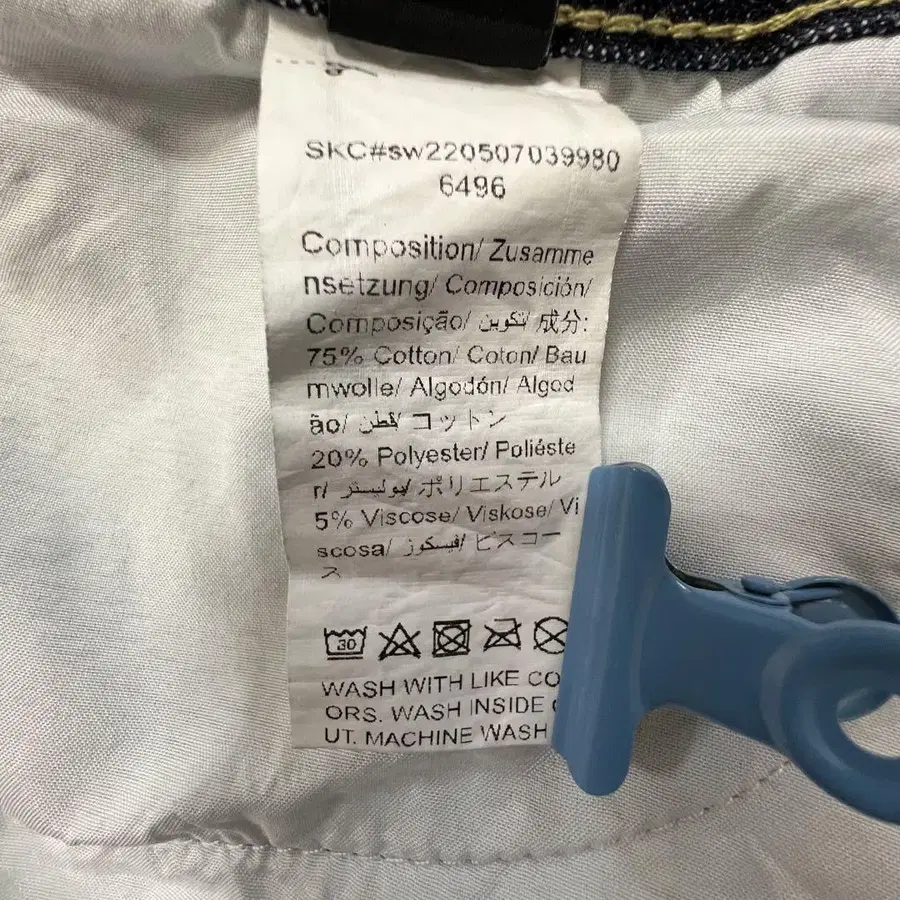 SKC#sw220507039980
6496
Composition/ Zusamme
nsetzung/ Composición/
Composição/ تكوين/ 成分:
75% Cotton/ Coton/ Bau
mwolle/ Algodón/ Algod
ão/ قطن/ コットン
20% Polyester/ Poliéste
r/ بوليستر/ ポリエステル
5% Viscose/ Viskose/ Vi
scosa/ فيسكوز/ ビスコー
ス
30
WASH WITH LIKE CO
ORS. WASH INSIDE
UT. MACHINE WASH